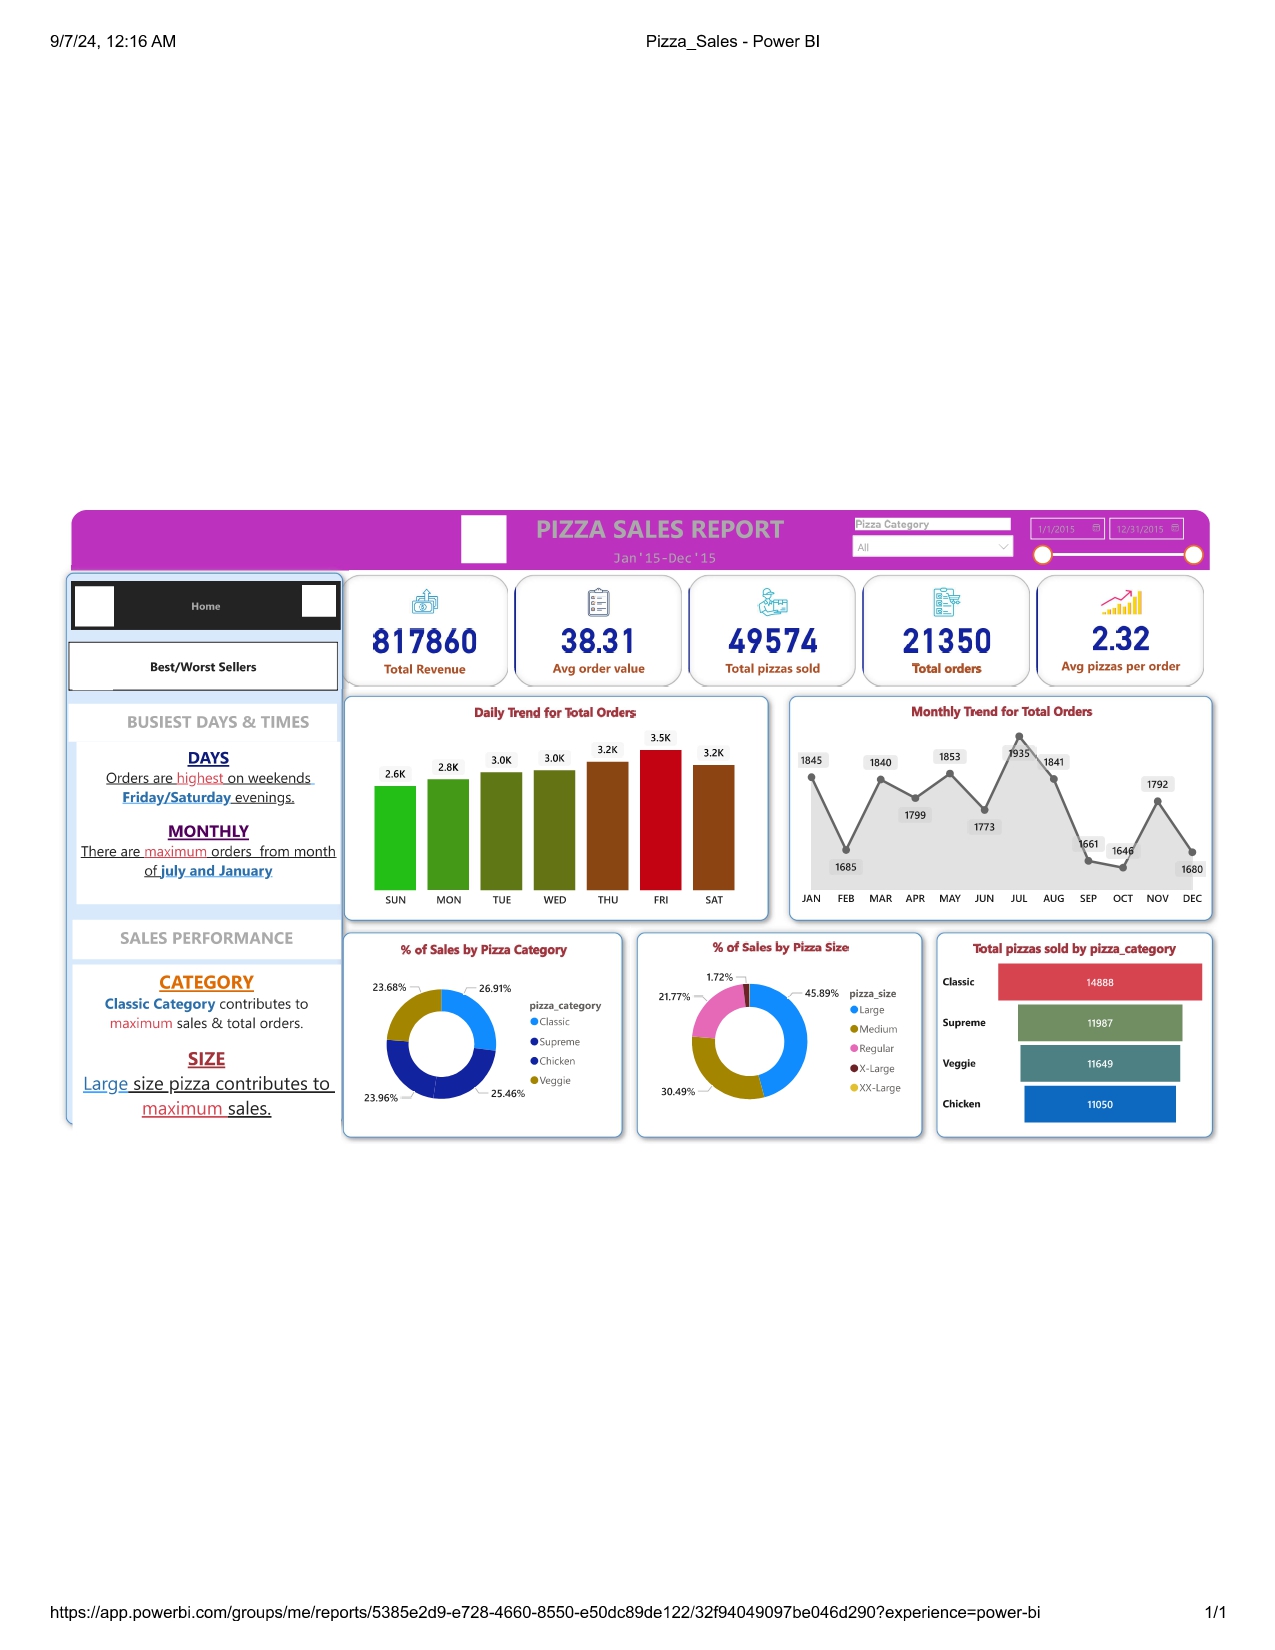 9/7/24, 12:16 AM
Pizza_Sales - Power BI
PIZZA SALES REPORT
Jan'15-Dec'15
Pizza Category
All
1/1/2015
12/31/2015
Home
Best/Worst Sellers
817860
Total Revenue
38.31
Avg order value
49574
Total pizzas sold
21350
Total orders
2.32
Avg pizzas per order
BUSIEST DAYS & TIMES
DAYS
Orders are highest on weekends
Friday/Saturday evenings.
MONTHLY
There are maximum orders from month
of july and January
SALES PERFORMANCE
CATEGORY
Classic Category contributes to
maximum sales & total orders.
SIZE
Large size pizza contributes to
maximum sales.
Daily Trend for Total Orders
2.6K
2.8K
3.0K
3.0K
3.2K
3.5K
3.2K
SUN MON TUE WED THU FRI SAT
Monthly Trend for Total Orders
1845
1685
1840
1799
1853
1773
1935
1841
1661
1646
1792
1680
JAN FEB MAR APR MAY JUN JUL AUG SEP OCT NOV DEC
% of Sales by Pizza Category
23.68%
26.91%
23.96%
25.46%
pizza_category
Classic
Supreme
Chicken
Veggie
% of Sales by Pizza Size
1.72%
21.77%
45.89%
30.49%
pizza_size
Large
Medium
Regular
X-Large
XX-Large
Total pizzas sold by pizza_category
Classic 14888
Supreme 11987
Veggie 11649
Chicken 11050
https://app.powerbi.com/groups/me/reports/5385e2d9-e728-4660-8550-e50dc89de122/32f94049097be046d290?experience=power-bi
1/1